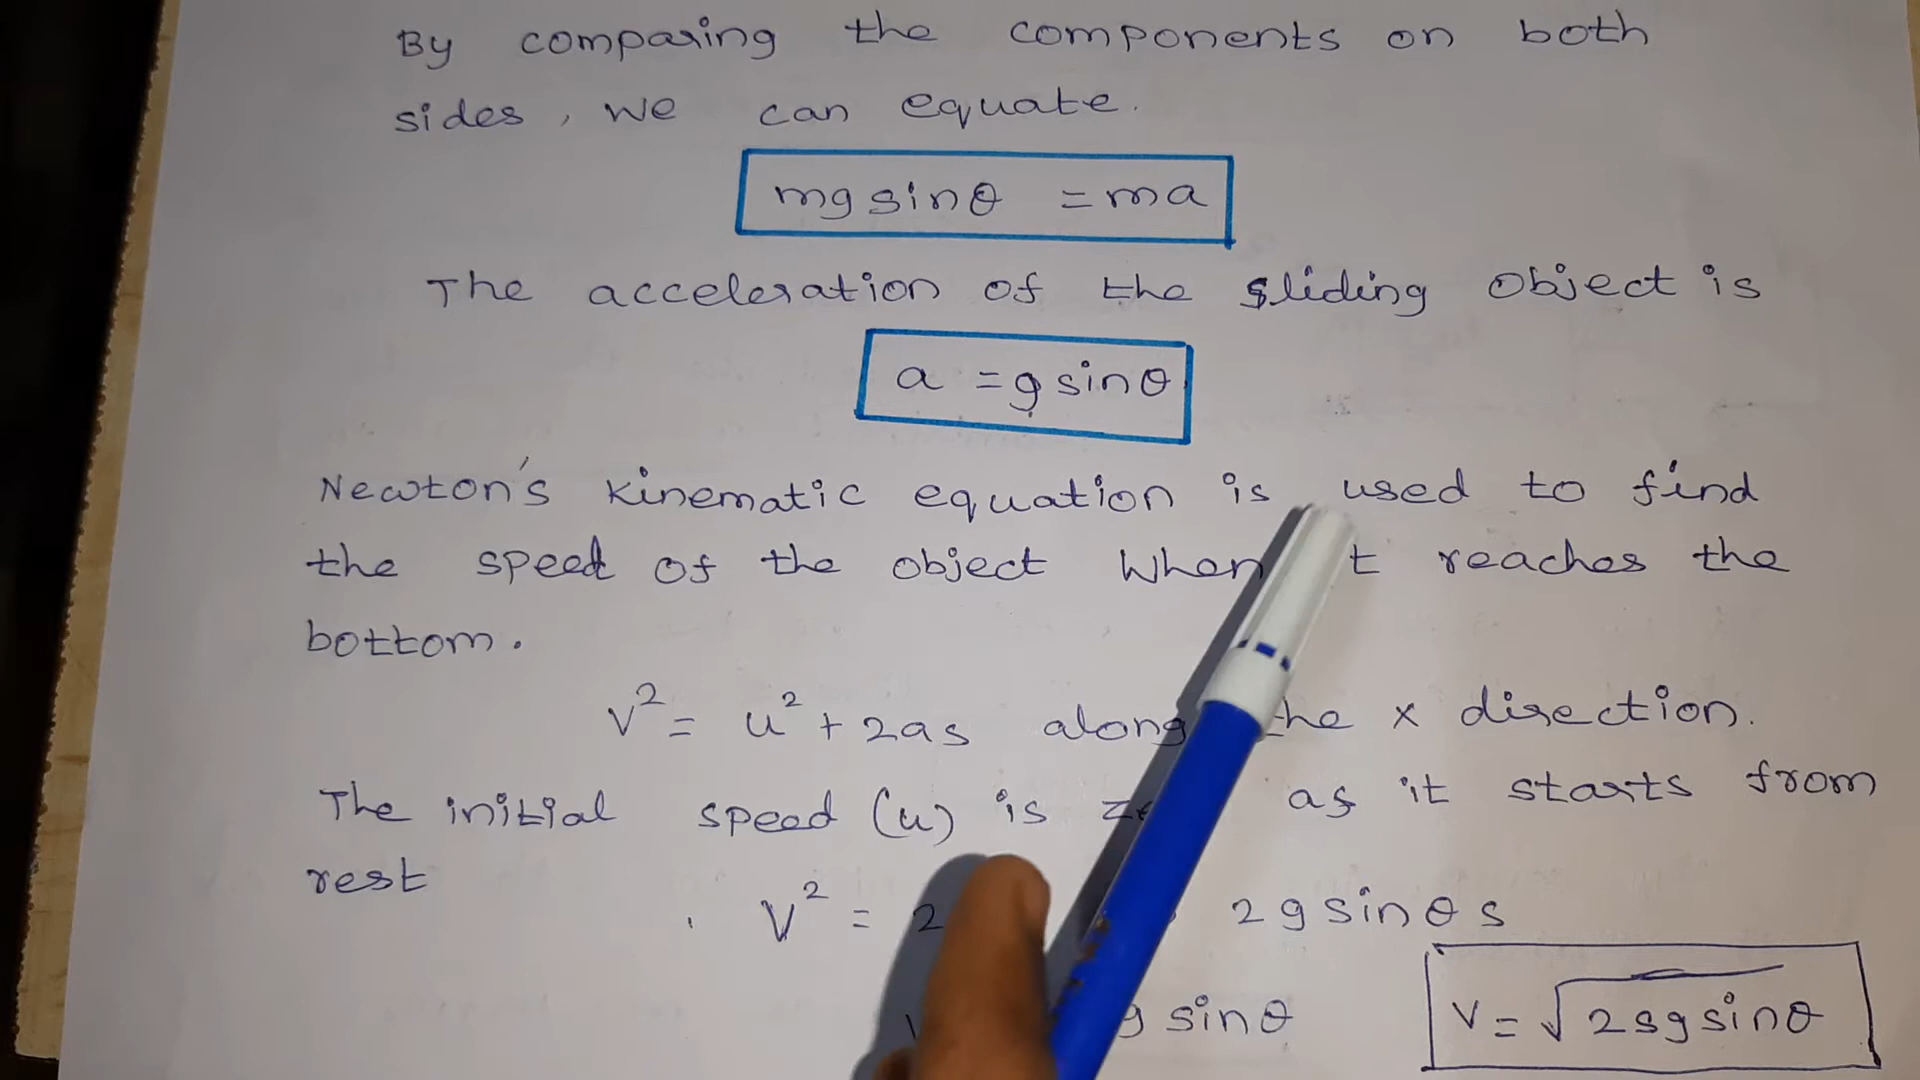 By comparing the components on both
sides, we can equate.
mg sinθ = ma
The acceleration of the sliding object is
a = g sinθ
Newton's kinematic equation is used to find
the speed of the object when t reaches the
bottom.
v² = u² + 2as along he x direction.
The initial speed (u) is as it starts from
rest
V² = 2 2g sinθ s
g sinθ
V = √2sg sinθ